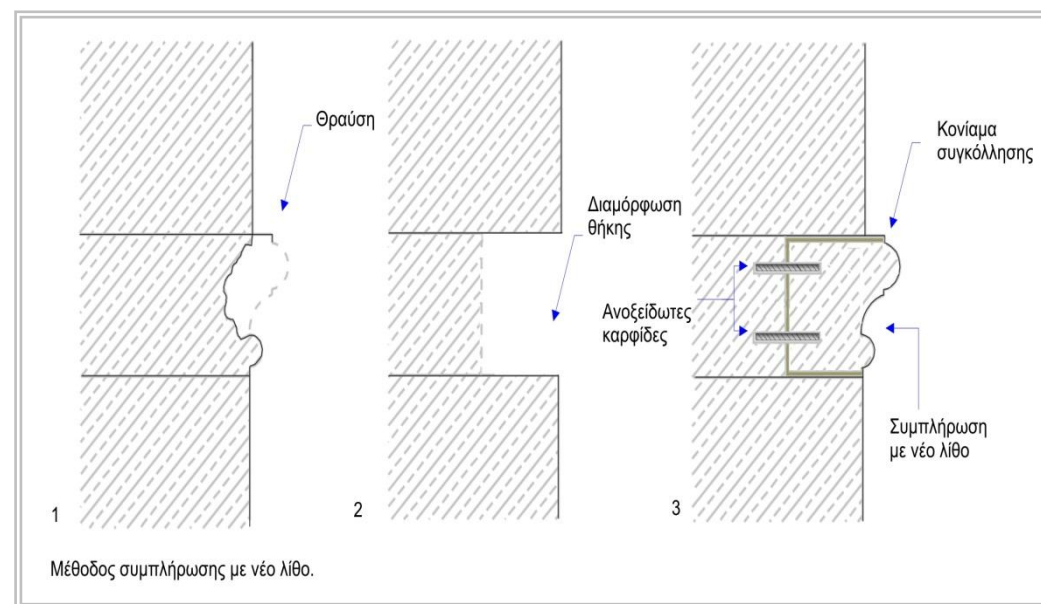 Θραύση
1
Διαμόρφωση
θήκης
2
Κονίαμα
συγκόλλησης
Ανοξείδωτες
καρφίδες
Συμπλήρωση
με νέο λίθο
3
Μέθοδος συμπλήρωσης με νέο λίθο.